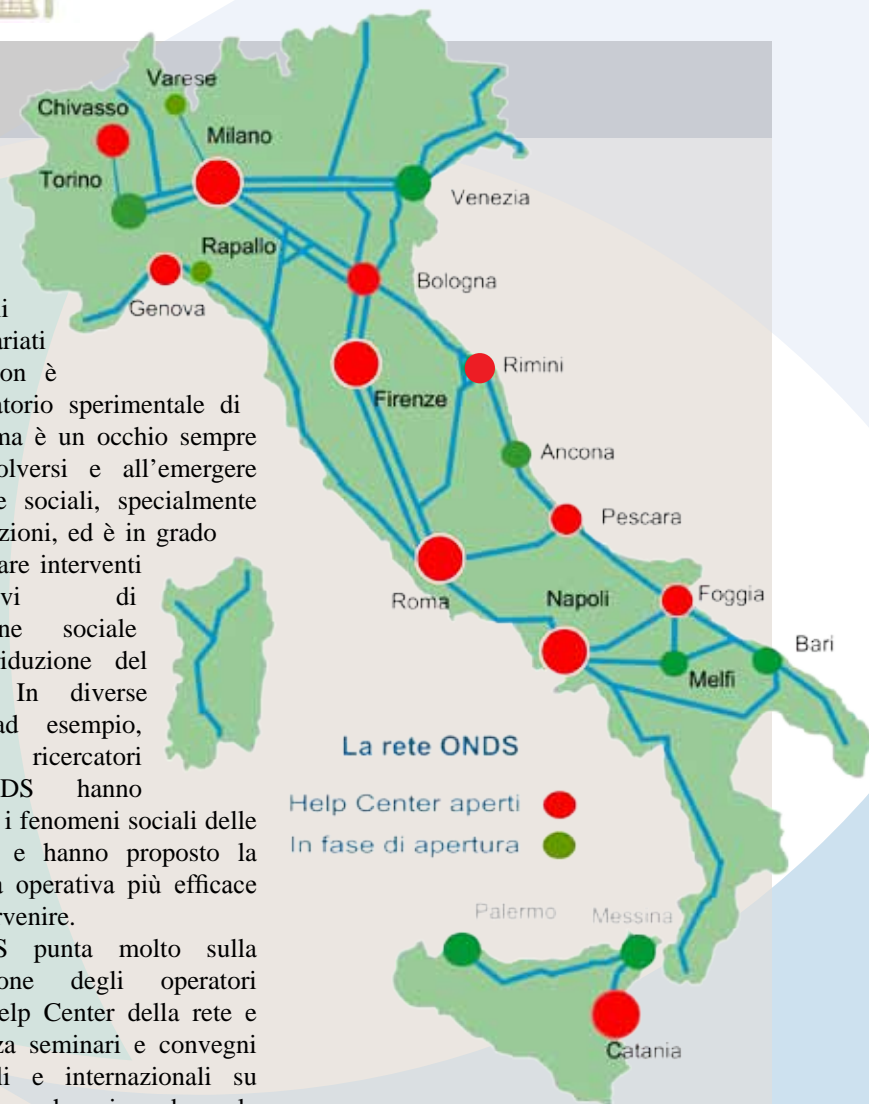 Varese
Chivasso
Milano
Torino
Venezia
Rapallo
Bologna
Genova
Rimini
Firenze
Ancona
Pescara
Roma
Napoli
Foggia
Bari
Melfi
La rete ONDS
Help Center aperti
In fase di apertura
Palermo
Messina
Catania
on è
atorio sperimentale di
ma è un occhio sempre
olversi e all'emergere
e sociali, specialmente
zioni, ed è in grado
are interventi
vi di
ne sociale
iduzione del
In diverse
ad esempio,
ricercatori
DS hanno
i fenomeni sociali delle
e hanno proposto la
a operativa più efficace
rvenire.
S punta molto sulla
one degli operatori
elp Center della rete e
za seminari e convegni
li e internazionali su